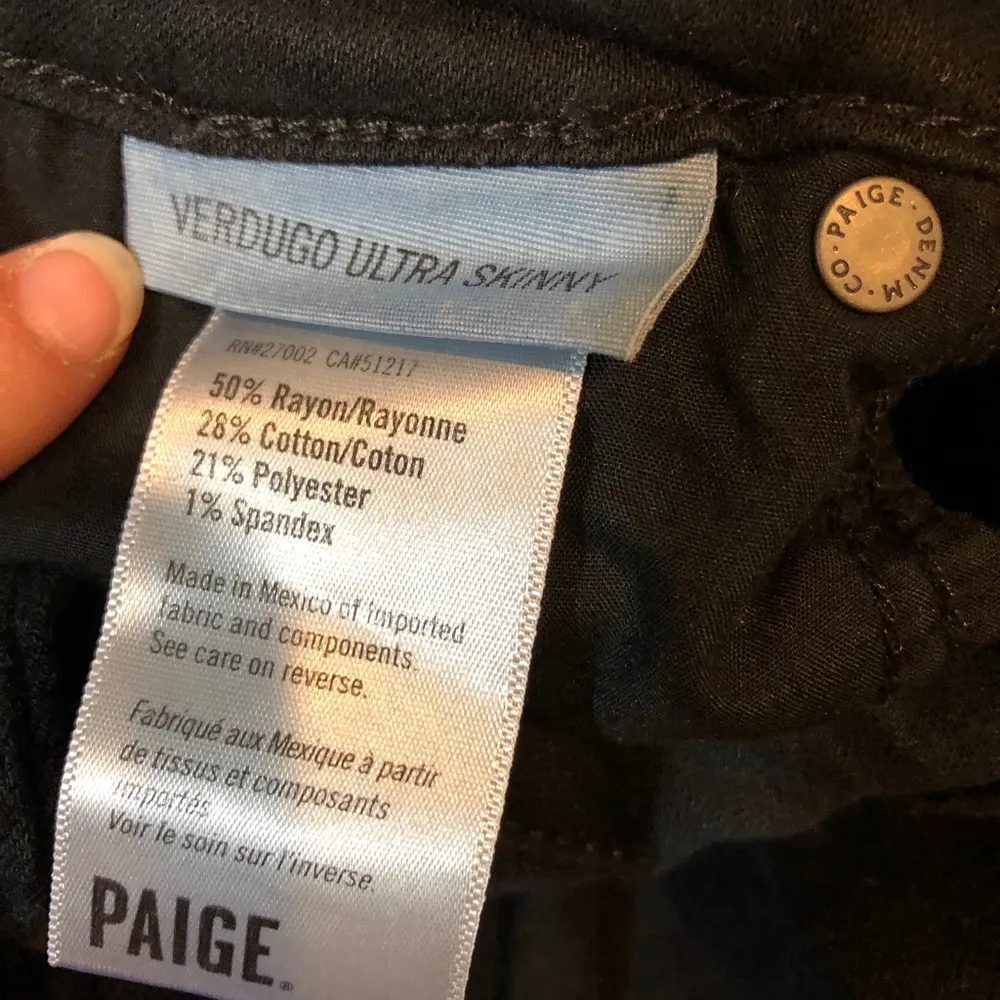 VERDUGO ULTRA SKINNY
PAIGE · DENIM · CO ·
RN#27002 CA#51217
50% Rayon/Rayonne
28% Cotton/Coton
21% Polyester
1% Spandex
Made in Mexico of imported
fabric and components.
See care on reverse.
Fabriqué aux Mexique à partir
de tissus et composants
importés
Voir le soin sur l'inverse.
PAIGE®